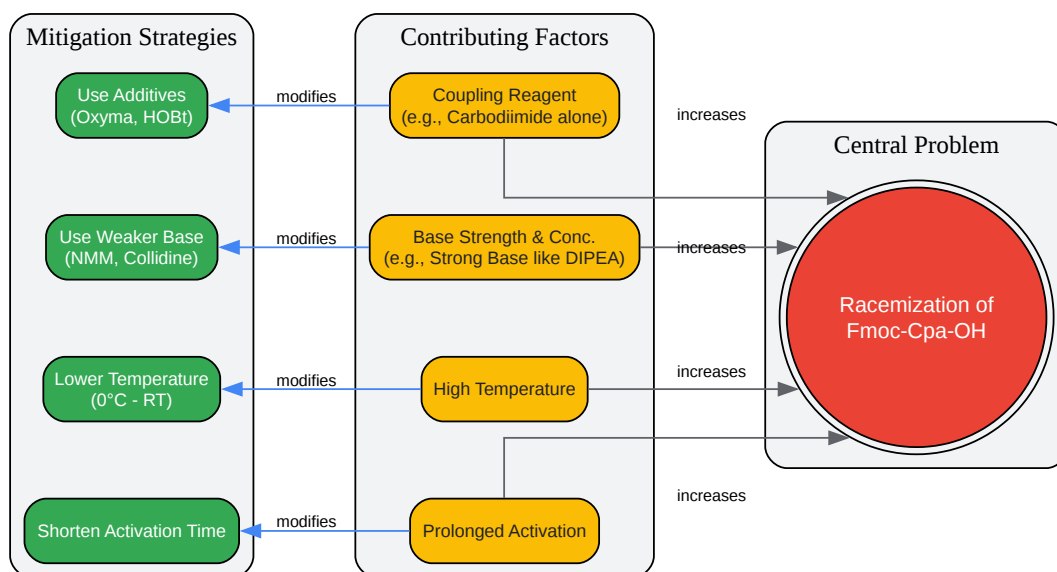 Mitigation Strategies
Contributing Factors
Central Problem
Use Additives
(Oxyma, HOBt)
modifies
Coupling Reagent
(e.g., Carbodiimide alone)
increases
Use Weaker Base
(NMM, Collidine)
modifies
Base Strength & Conc.
(e.g., Strong Base like DIPEA)
increases
Racemization of
Fmoc-Cpa-OH
Lower Temperature
(0°C - RT)
modifies
High Temperature
increases
Shorten Activation Time
modifies
Prolonged Activation
increases